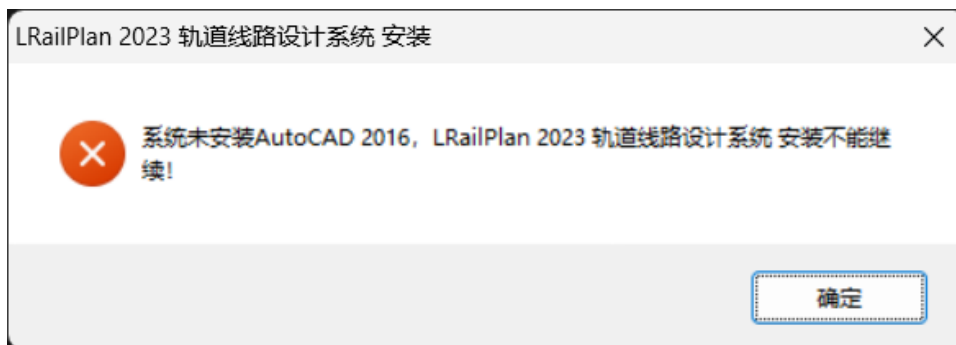 LRailPlan 2023 轨道线路设计系统 安装
系统未安装AutoCAD 2016，LRailPlan 2023 轨道线路设计系统 安装不能继
续！
确定